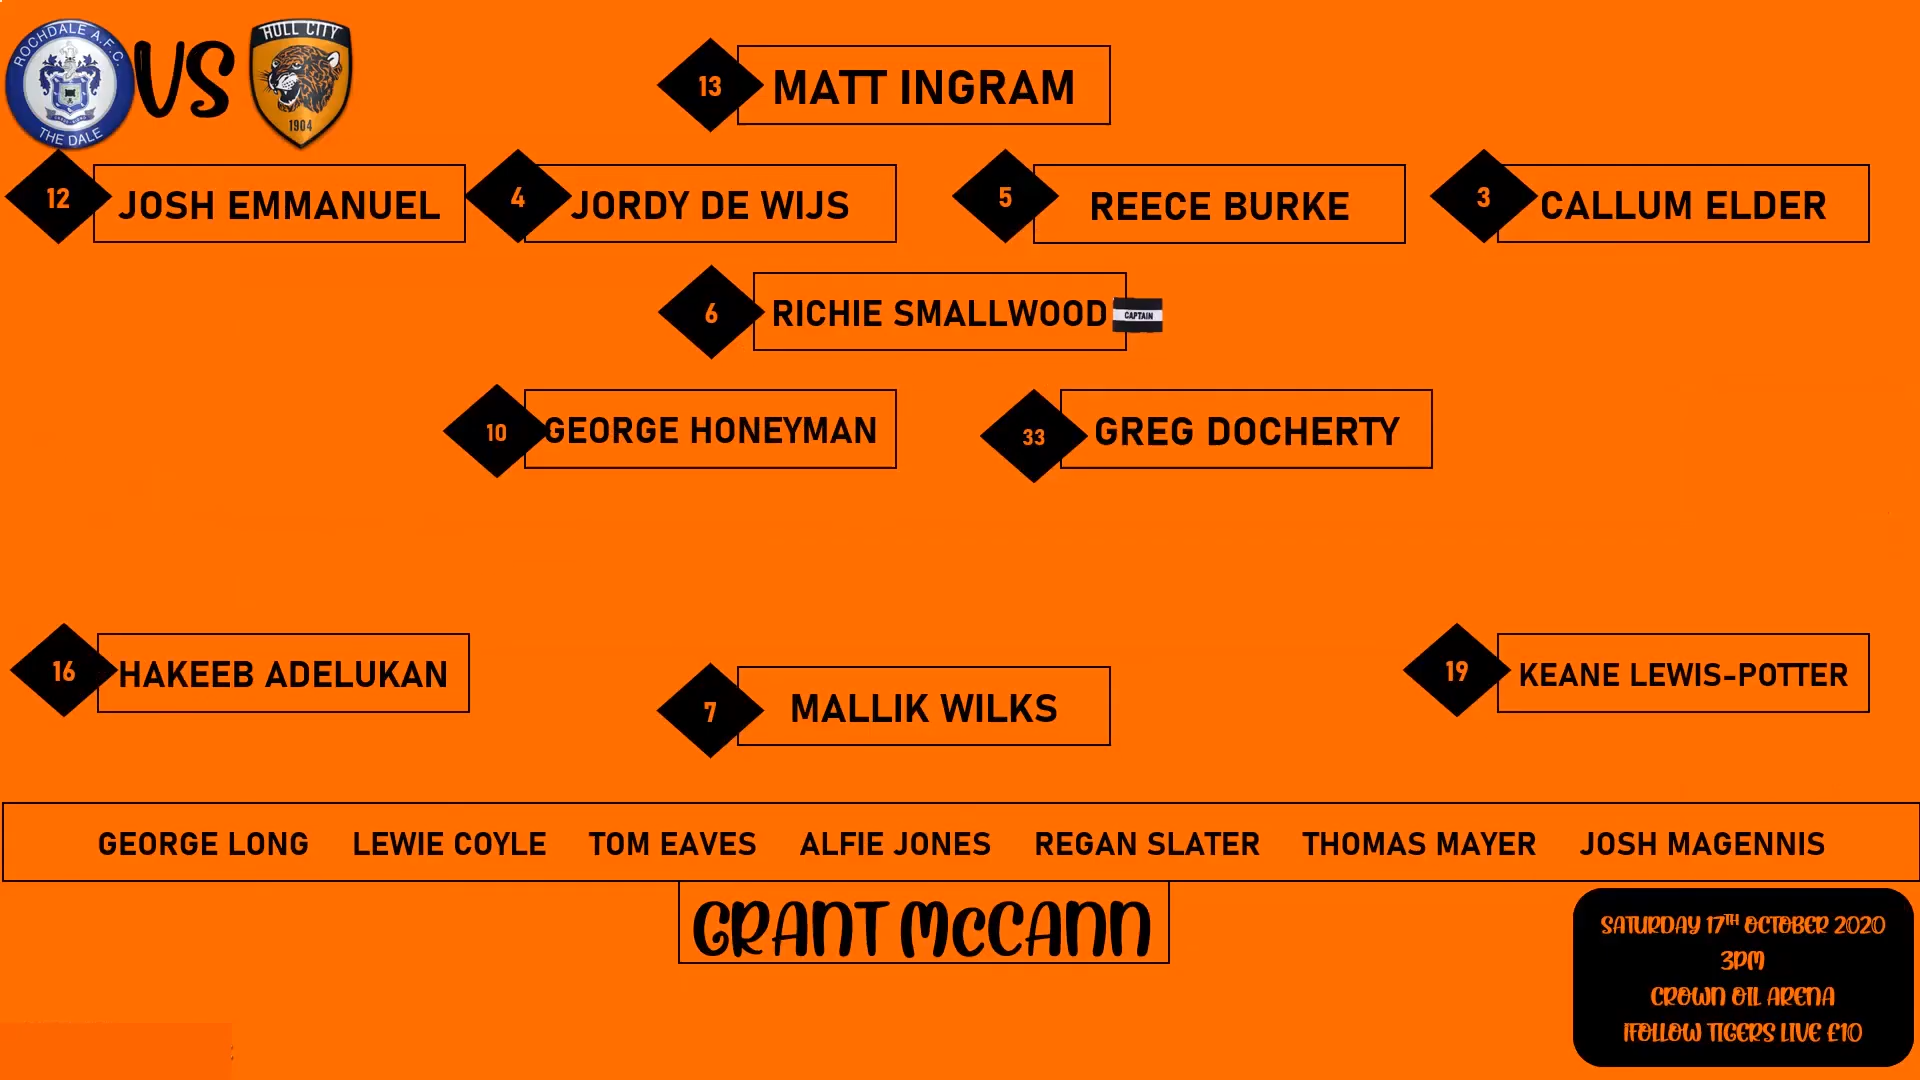 ROCHDALE A.F.C.
THE DALE
VS
HULL CITY
1904
13 MATT INGRAM
12 JOSH EMMANUEL
4 JORDY DE WIJS
5 REECE BURKE
3 CALLUM ELDER
6 RICHIE SMALLWOOD CAPTAIN
10 GEORGE HONEYMAN
33 GREG DOCHERTY
16 HAKEEB ADELUKAN
7 MALLIK WILKS
19 KEANE LEWIS-POTTER
GEORGE LONG LEWIE COYLE TOM EAVES ALFIE JONES REGAN SLATER THOMAS MAYER JOSH MAGENNIS
GRANT McCANN
SATURDAY 17TH OCTOBER 2020
3PM
CROWN OIL ARENA
IFOLLOW TIGERS LIVE £10